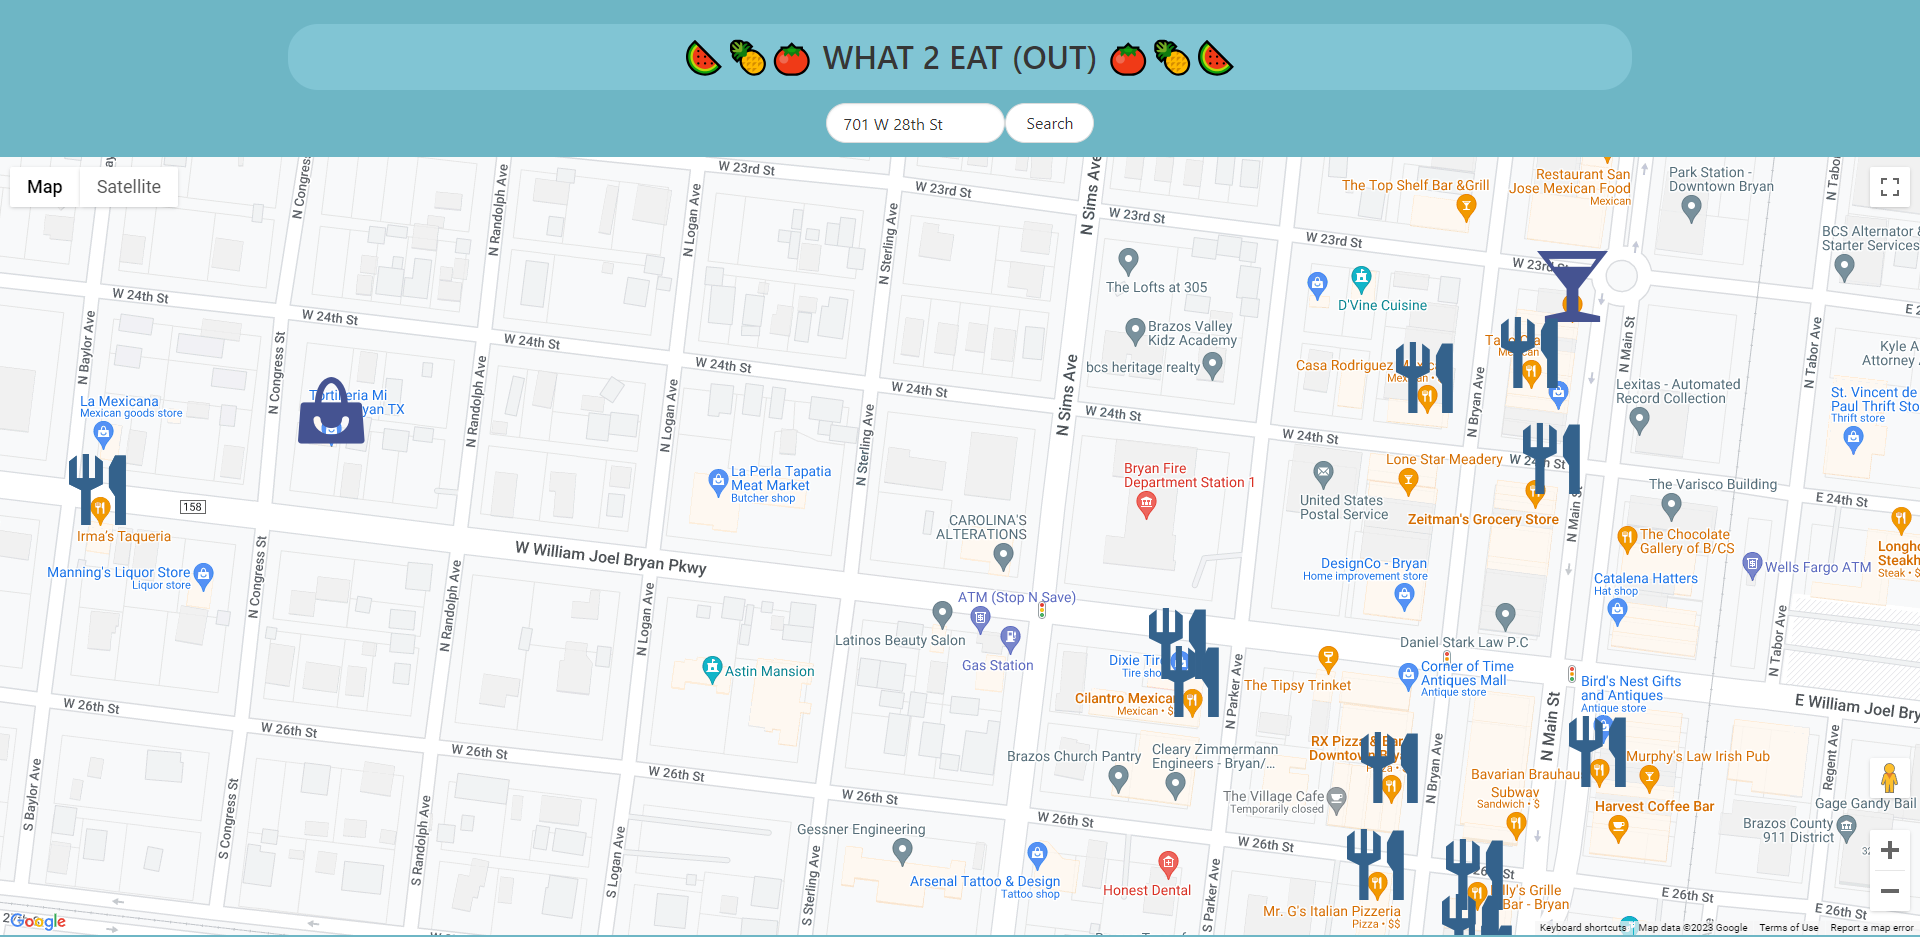 WHAT 2 EAT (OUT)
701 W 28th St
Search
Map
Satellite
N Congress
N Randolph Ave
N Logan Ave
W 23rd St
N Sterling Ave
W 23rd St
N Sims Ave
W 23rd St
The Top Shelf Bar &Grill
Restaurant San
Jose Mexican Food
Mexican
Park Station -
Downtown Bryan
BCS Alternator &
Starter Services
W 23rd St
W 23rd St
The Lofts at 305
D'Vine Cuisine
W 24th St
W 24th St
W 24th St
W 24th St
W 24th St
W 24th St
W 24th St
N Baylor Ave
N Congress St
N Randolph Ave
N Logan Ave
N Sterling Ave
N Sims Ave
Brazos Valley
Kidz Academy
bcs heritage realty
Casa Rodriguez
N Bryan Ave
N Main St
N Tabor Ave
Kyle A
Attorney
La Mexicana
Mexican goods store
Lexitas - Automated
Record Collection
St. Vincent de
Paul Thrift Sto
Thrift store
La Perla Tapatia
Meat Market
Butcher shop
Bryan Fire
Department Station 1
Lone Star Meadery
United States
Postal Service
Zeitman's Grocery Store
N Main St
The Varisco Building
E 24th St
Irma's Taqueria
158
CAROLINA'S
ALTERATIONS
The Chocolate
Gallery of B/CS
Wells Fargo ATM
Longho
Steakh
Steak • $
Manning's Liquor Store
Liquor store
N Congress St
W William Joel Bryan Pkwy
DesignCo - Bryan
Home improvement store
Catalena Hatters
Hat shop
N Randolph Ave
N Logan Ave
ATM (Stop N Save)
Latinos Beauty Salon
Gas Station
Daniel Stark Law P.C
N Tabor Ave
Astin Mansion
Dixie Tire
Tire sho
Cilantro Mexican
Mexican • $
N Parker Ave
The Tipsy Trinket
Corner of Time
Antiques Mall
Antique store
Bird's Nest Gifts
and Antiques
Antique store
E William Joel Bry
W 26th St
W 26th St
W 26th St
W 26th St
W 26th St
W 26th St
W 26th St
S Baylor Ave
S Congress St
S Randolph Ave
S Logan Ave
S Sterling Ave
S Parker Ave
Brazos Church Pantry
Cleary Zimmermann
Engineers - Bryan/...
RX Pizza & Bar
N Bryan Ave
N Main St
Murphy's Law Irish Pub
Regent Ave
The Village Cafe
Temporarily closed
Bavarian Brauhaus
Subway
Sandwich • $
Harvest Coffee Bar
Gage Gandy Bail
Brazos County
911 District
Gessner Engineering
Arsenal Tattoo & Design
Tattoo shop
Honest Dental
Mr. G's Italian Pizzeria
Pizza • $$
lly's Grille
Bar - Bryan
E 26th St
E 26th St
Google
Keyboard shortcuts
Map data ©2023 Google
Terms of Use
Report a map error